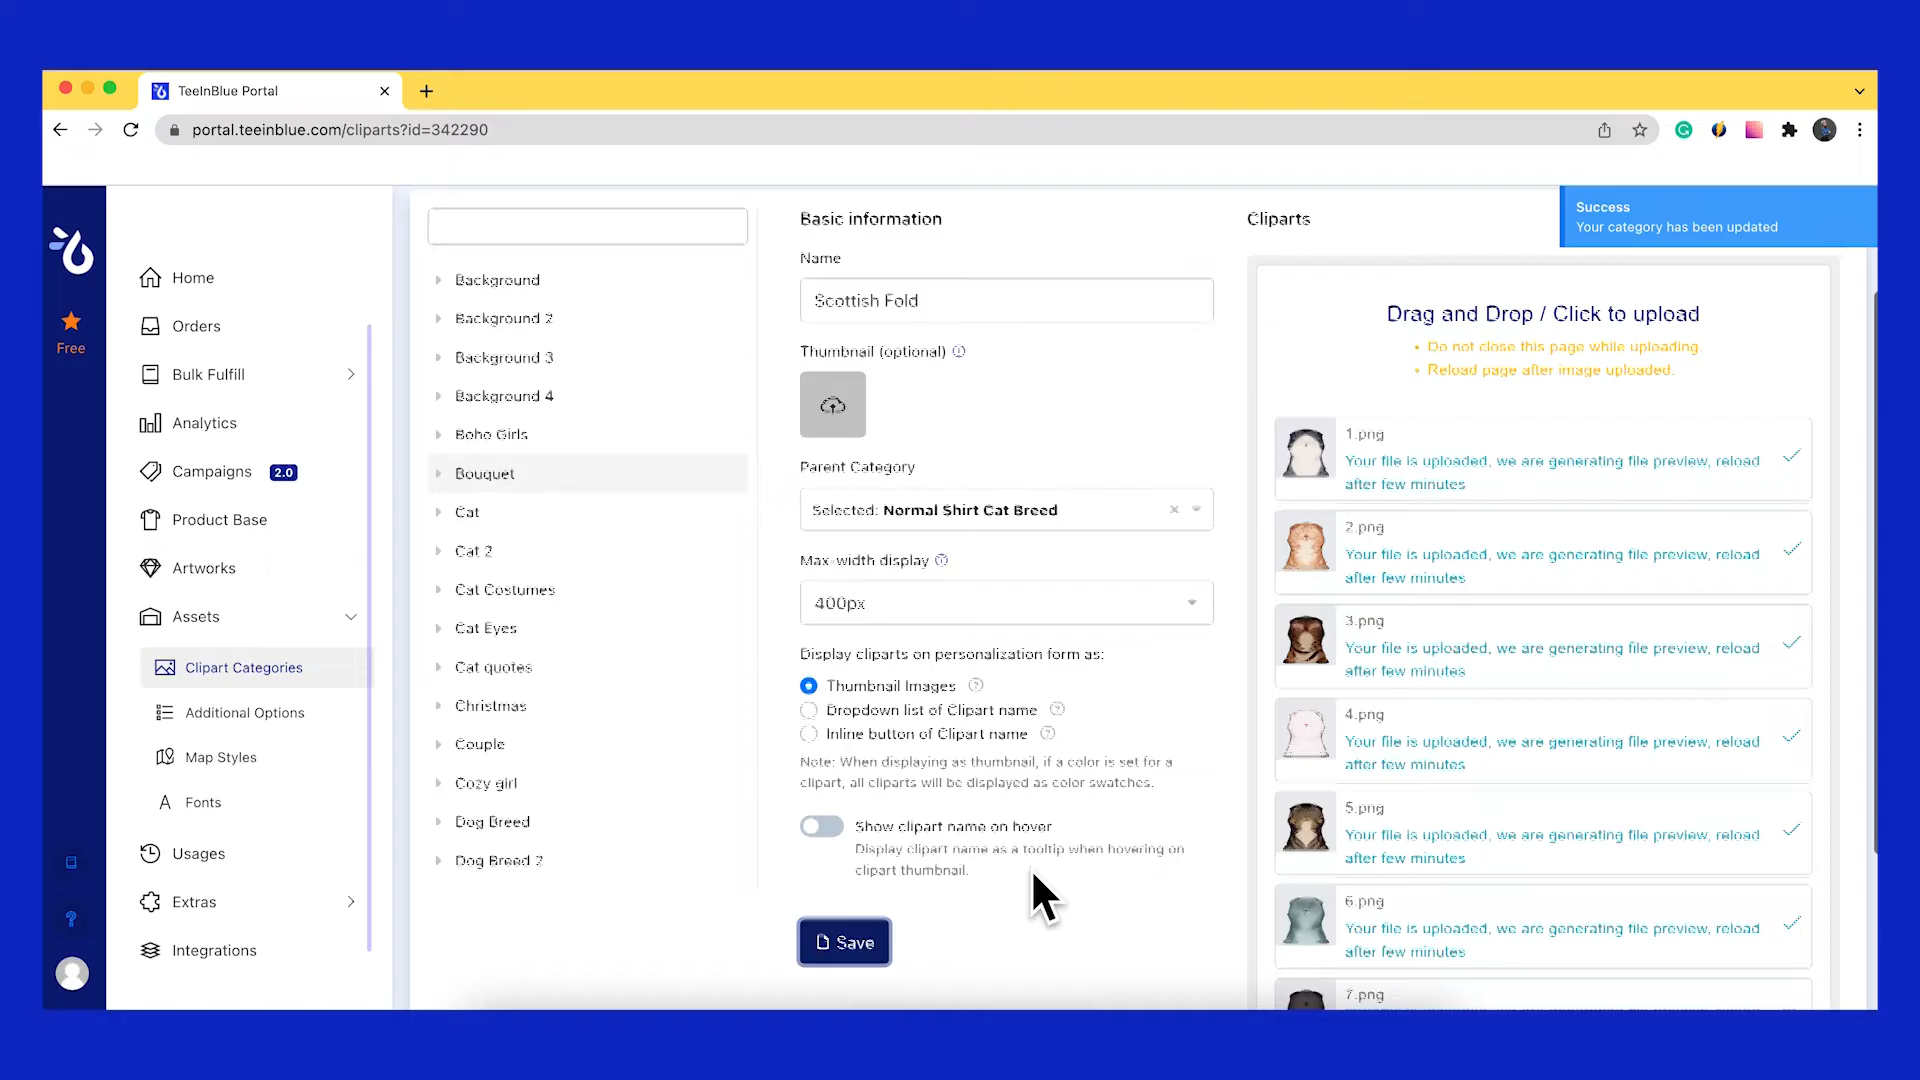 TeeInBlue Portal
portal.teeinblue.com/cliparts?id=342290
Free
Home
Orders
Bulk Fulfill
Analytics
Campaigns 2.0
Product Base
Artworks
Assets
Clipart Categories
Additional Options
Map Styles
Fonts
Usages
Extras
Integrations
Background
Background 2
Background 3
Background 4
Boho Girls
Bouquet
Cat
Cat 2
Cat Costumes
Cat Eyes
Cat quotes
Christmas
Couple
Cozy girl
Dog Breed
Dog Breed 2
Basic information
Name
Scottish Fold
Thumbnail (optional)
Parent Category
Selected: Normal Shirt Cat Breed
Max-width display
400px
Display cliparts on personalization form as:
Thumbnail Images
Dropdown list of Clipart name
Inline button of Clipart name
Note: When displaying as thumbnail, if a color is set for a
clipart, all cliparts will be displayed as color swatches.
Show clipart name on hover
Display clipart name as a tooltip when hovering on
clipart thumbnail.
Save
Cliparts
Success
Your category has been updated
Drag and Drop / Click to upload
• Do not close this page while uploading.
• Reload page after image uploaded.
1.png
Your file is uploaded, we are generating file preview, reload
after few minutes
2.png
Your file is uploaded, we are generating file preview, reload
after few minutes
3.png
Your file is uploaded, we are generating file preview, reload
after few minutes
4.png
Your file is uploaded, we are generating file preview, reload
after few minutes
5.png
Your file is uploaded, we are generating file preview, reload
after few minutes
6.png
Your file is uploaded, we are generating file preview, reload
after few minutes
7.png